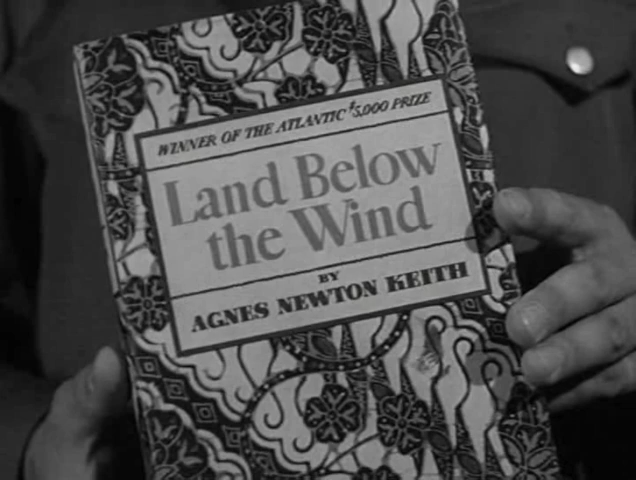 WINNER OF THE ATLANTIC $5,000 PRIZE
Land Below
the Wind
BY
AGNES NEWTON KEITH